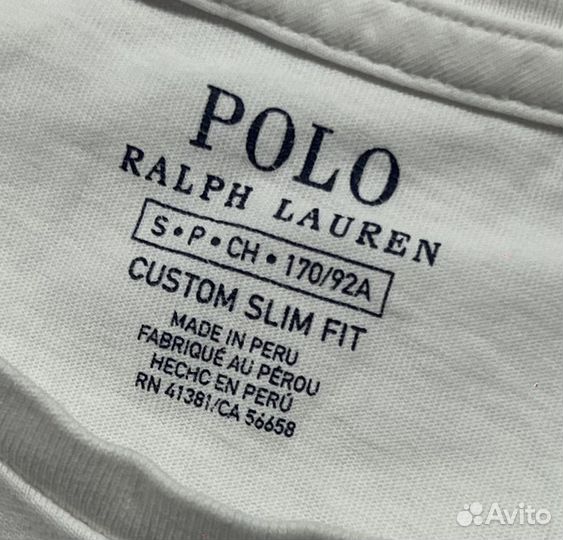 POLO
RALPH LAUREN
S • P • CH • 170/92A
CUSTOM SLIM FIT
MADE IN PERU
FABRIQUÉ AU PÉROU
HECHC EN PERÚ
RN 41381/CA 56658
Avito